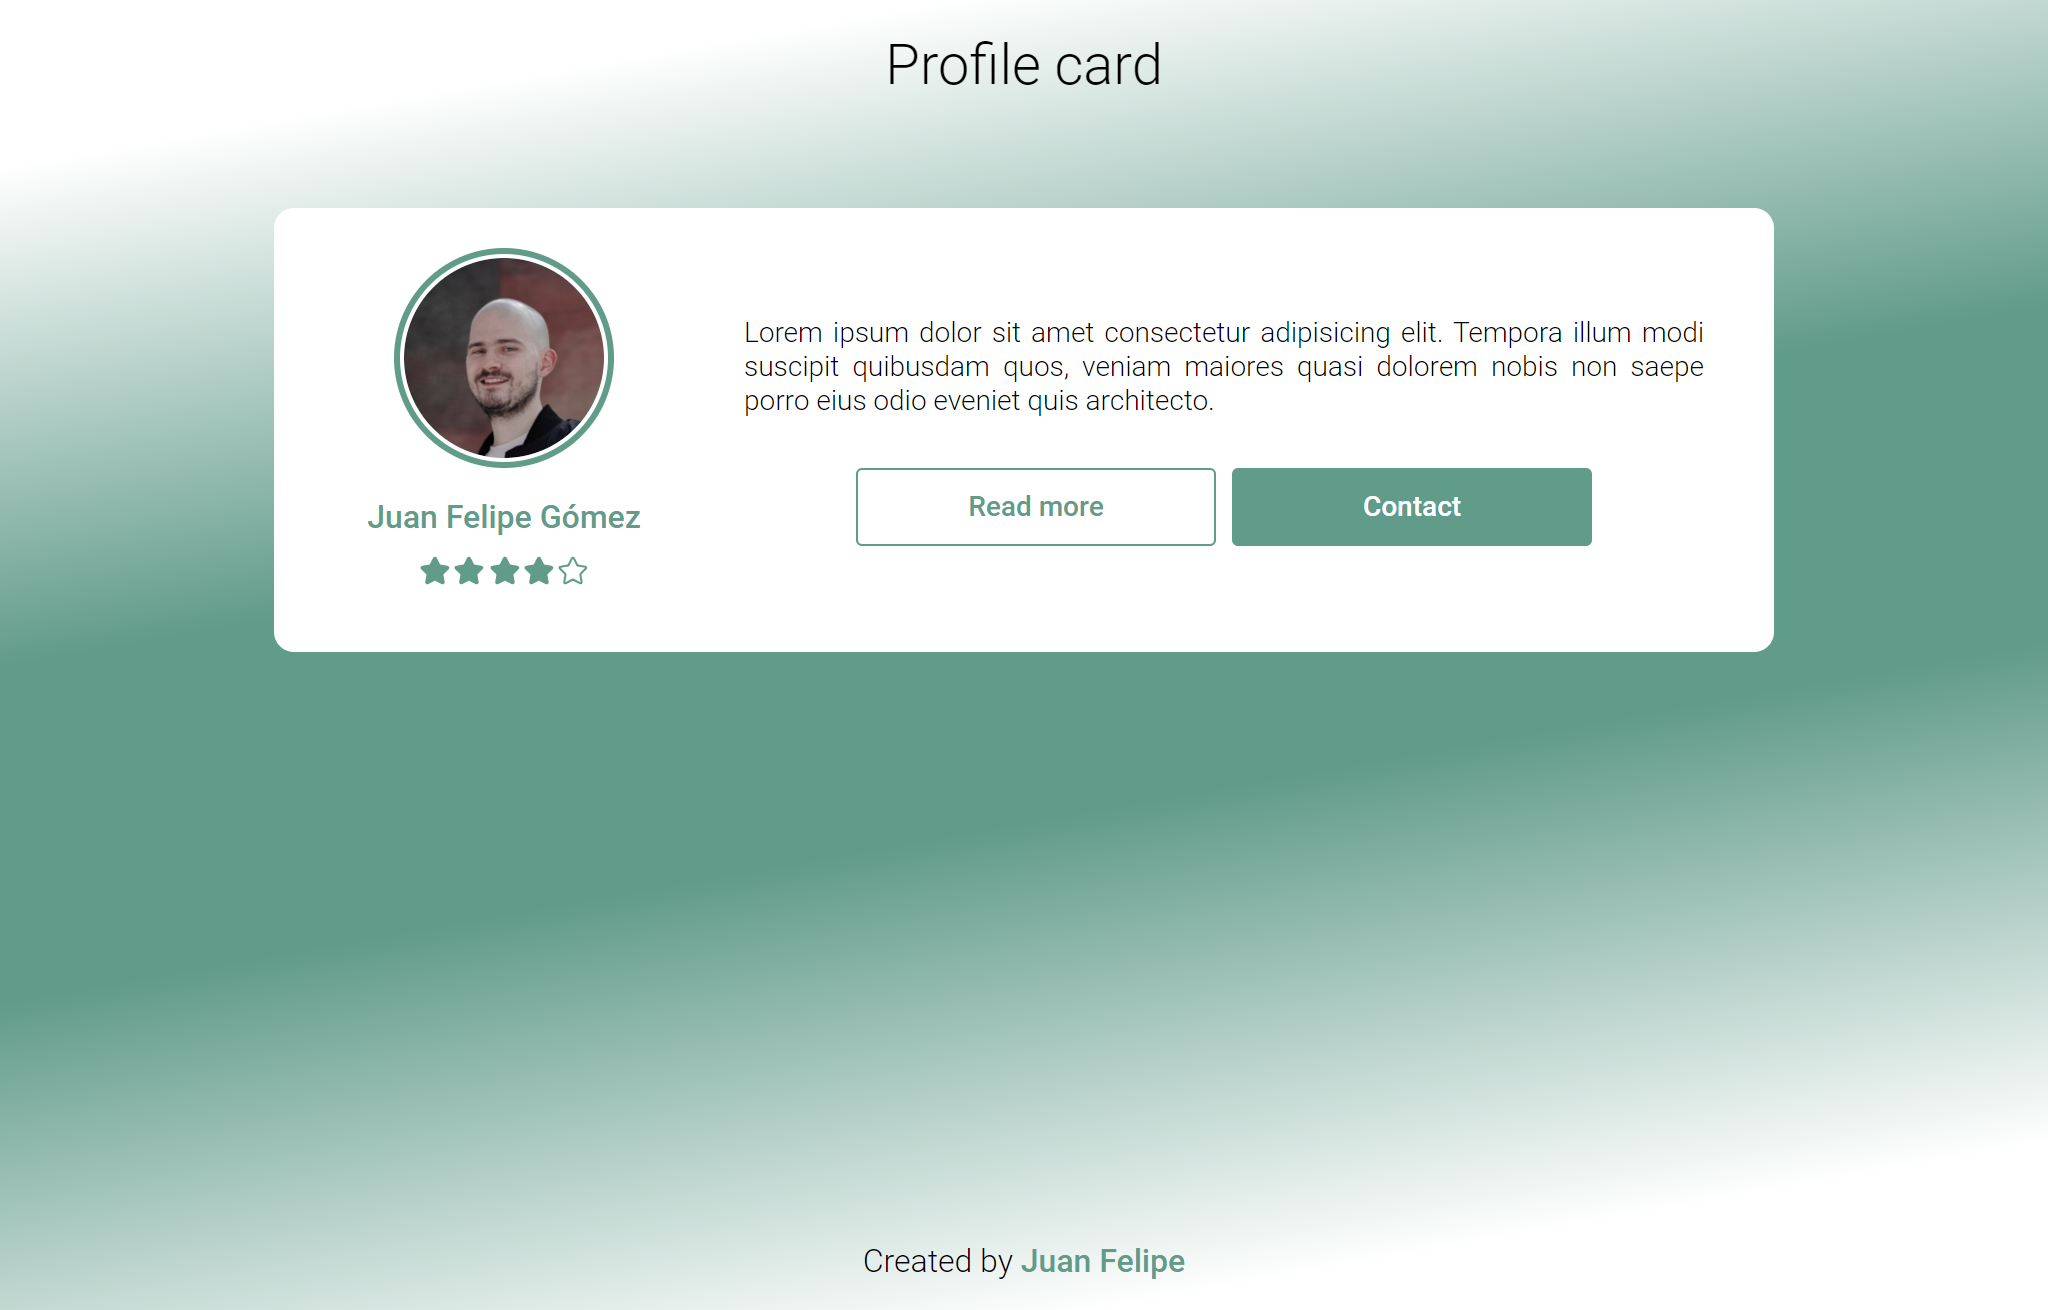 Profile card
Lorem ipsum dolor sit amet consectetur adipisicing elit. Tempora illum modi
suscipit quibusdam quos, veniam maiores quasi dolorem nobis non saepe
porro eius odio eveniet quis architecto.
Read more
Contact
Juan Felipe Gómez
Created by Juan Felipe